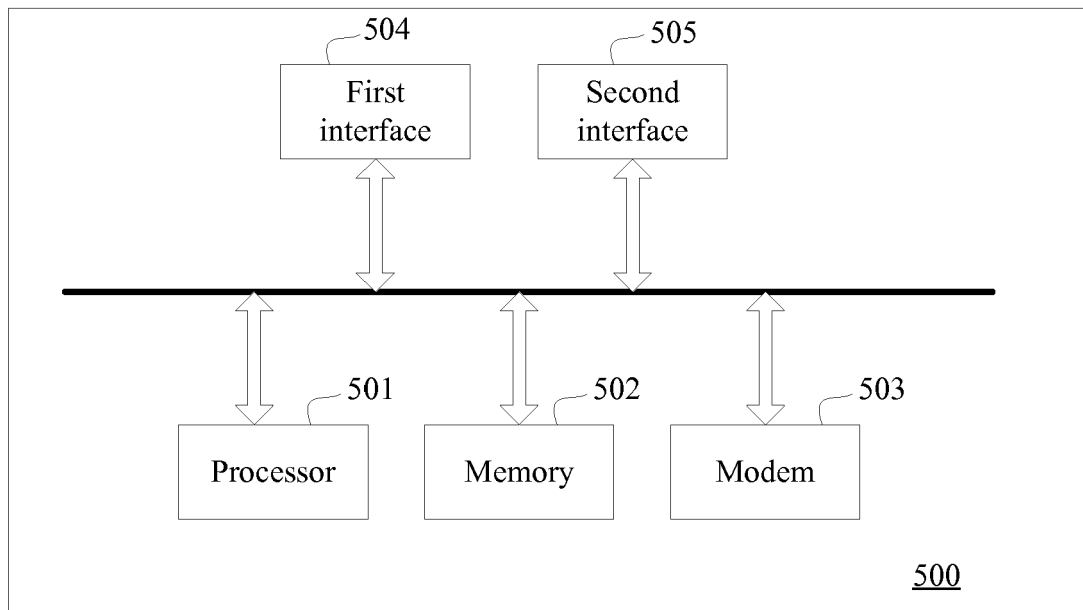 504
505
First
interface
Second
interface
501
502
503
Processor
Memory
Modem
500